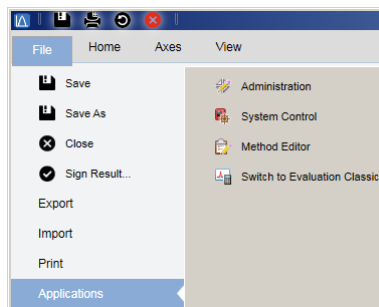 File Home Axes View
Save
Save As
Close
Sign Result...
Export
Import
Print
Applications
Administration
System Control
Method Editor
Switch to Evaluation Classic